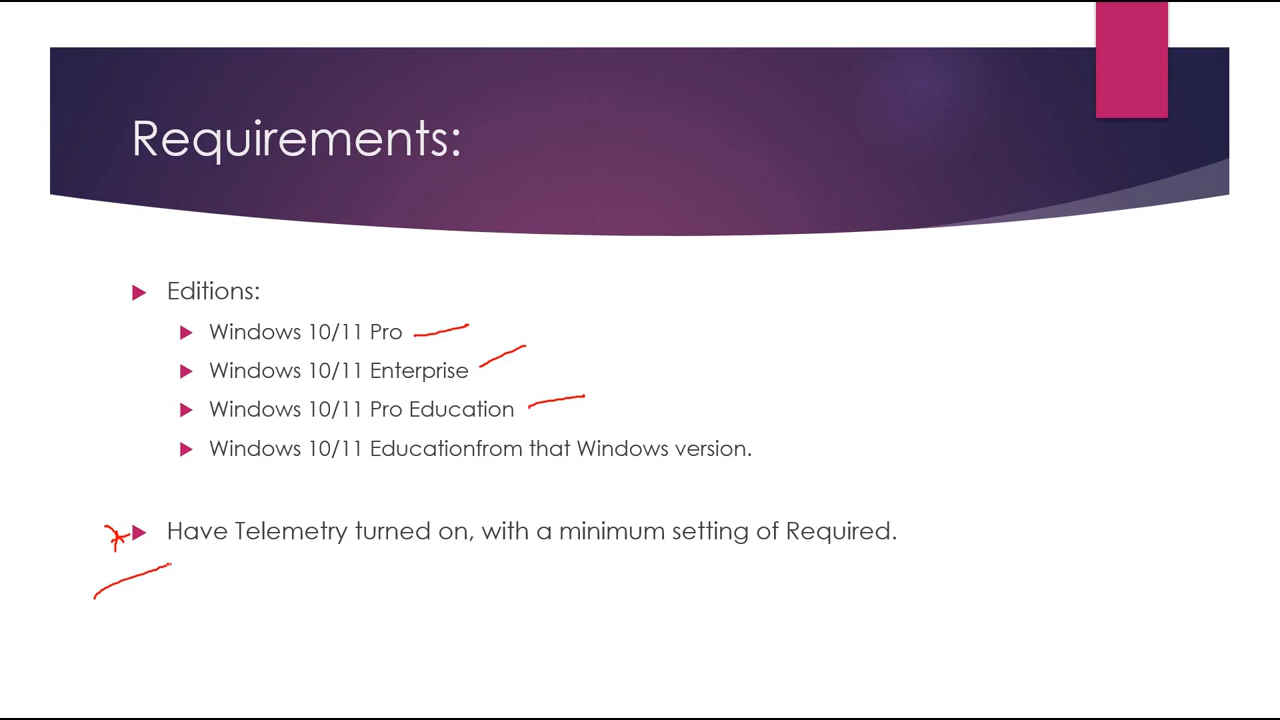 Requirements:
Editions:
Windows 10/11 Pro
Windows 10/11 Enterprise
Windows 10/11 Pro Education
Windows 10/11 Educationfrom that Windows version.
Have Telemetry turned on, with a minimum setting of Required.